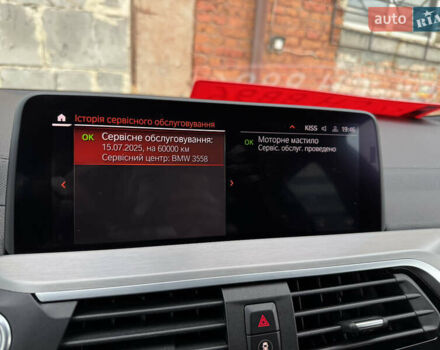 AUTO RIA
Історія сервісного обслуговування
KISS 19:46
OK Сервісне обслуговування:
15.07.2025, на 60000 км
Сервісний центр: BMW 3558
OK Моторне мастило
Сервіс. обслуг. проведено